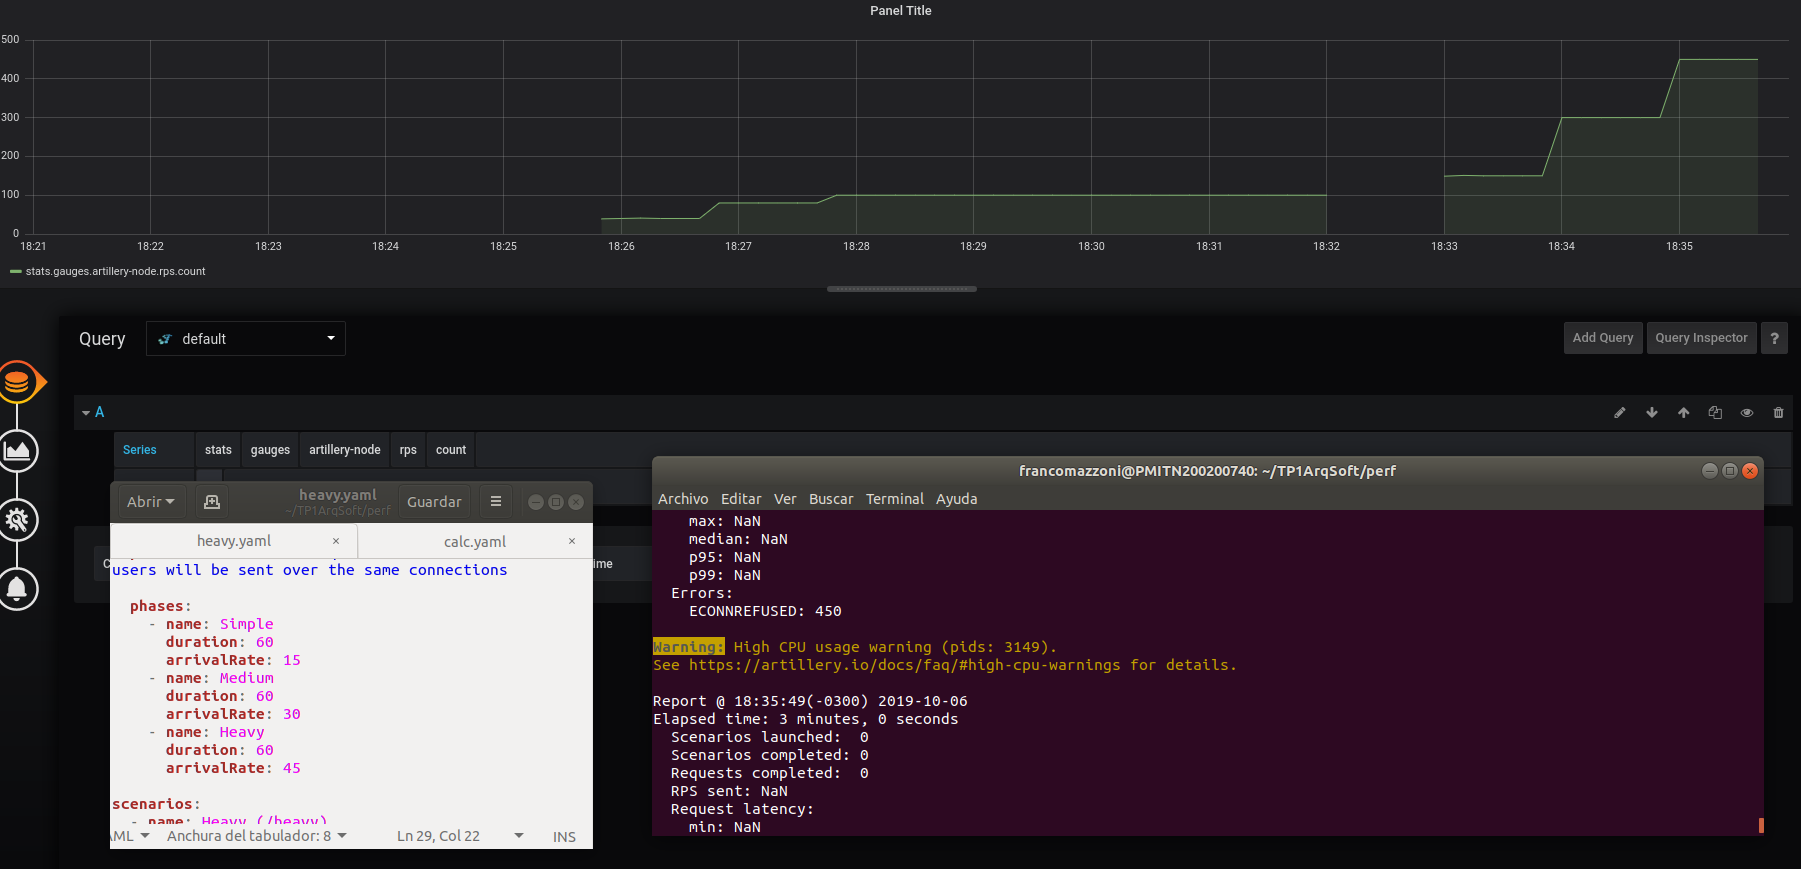 Panel Title
500
400
300
200
100
0
18:21 18:22 18:23 18:24 18:25 18:26 18:27 18:28 18:29 18:30 18:31 18:32 18:33 18:34 18:35
stats.gauges.artillery-node.rps.count
Query default Add Query Query Inspector ?
A
Series stats gauges artillery-node rps count
Abrir heavy.yaml Guardar
~/TP1ArqSoft/perf
heavy.yaml × calc.yaml ×
users will be sent over the same connections
phases:
- name: Simple
duration: 60
arrivalRate: 15
- name: Medium
duration: 60
arrivalRate: 30
- name: Heavy
duration: 60
arrivalRate: 45
scenarios:
- name: Heavy (/heavy)
AML Anchura del tabulador: 8 Ln 29, Col 22 INS
ime
francomazzoni@PMITN200200740: ~/TP1ArqSoft/perf
Archivo Editar Ver Buscar Terminal Ayuda
max: NaN
median: NaN
p95: NaN
p99: NaN
Errors:
ECONNREFUSED: 450
Warning: High CPU usage warning (pids: 3149).
See https://artillery.io/docs/faq/#high-cpu-warnings for details.
Report @ 18:35:49(-0300) 2019-10-06
Elapsed time: 3 minutes, 0 seconds
Scenarios launched: 0
Scenarios completed: 0
Requests completed: 0
RPS sent: NaN
Request latency:
min: NaN